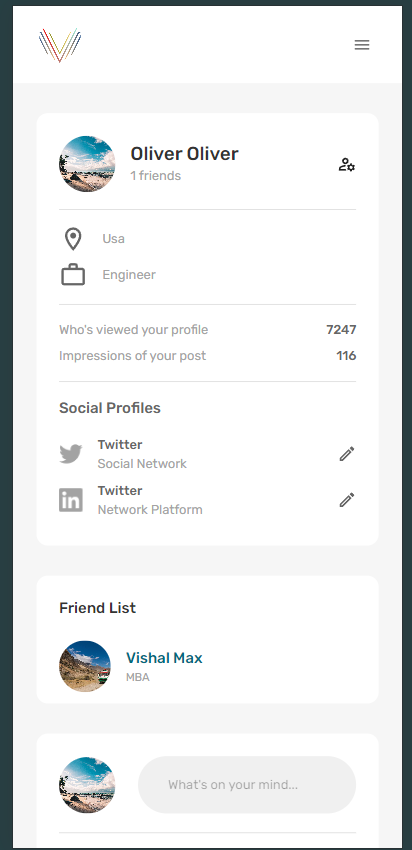 Oliver Oliver
1 friends
Usa
Engineer
Who's viewed your profile 7247
Impressions of your post 116
Social Profiles
Twitter
Social Network
Twitter
Network Platform
Friend List
Vishal Max
MBA
What's on your mind...